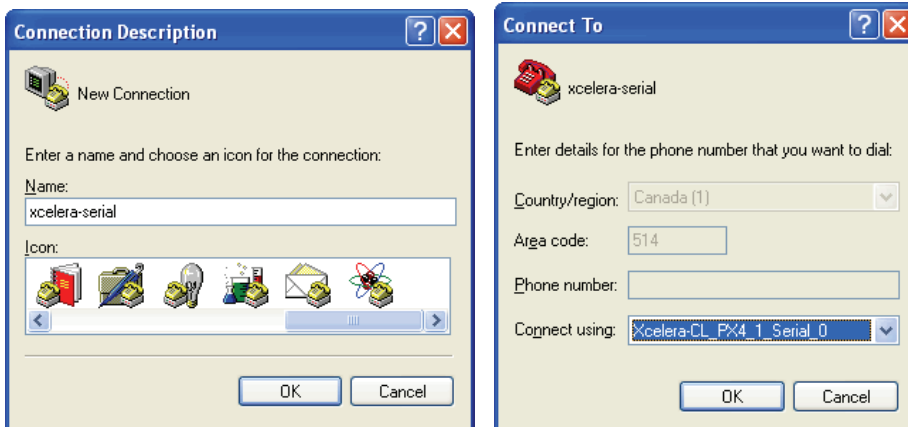 Connection Description
New Connection
Enter a name and choose an icon for the connection:
Name:
xcelera-serial
Icon:
OK Cancel
Connect To
xcelera-serial
Enter details for the phone number that you want to dial:
Country/region: Canada (1)
Area code: 514
Phone number:
Connect using: Xcelera-CL_PX4_1_Serial_0
OK Cancel